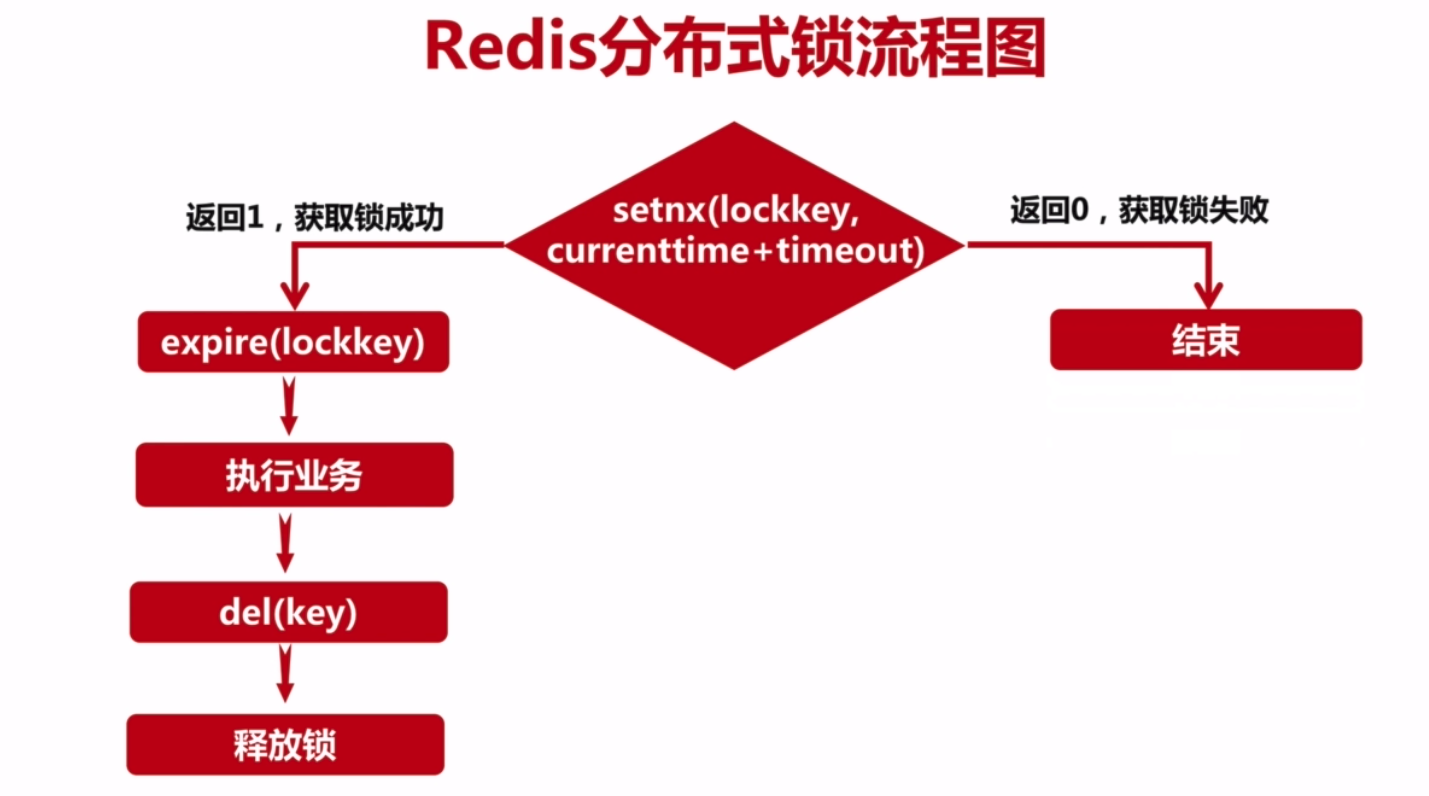 Redis分布式锁流程图
返回1，获取锁成功
setnx(lockkey,
currenttime+timeout)
返回0，获取锁失败
expire(lockkey)
结束
执行业务
del(key)
释放锁